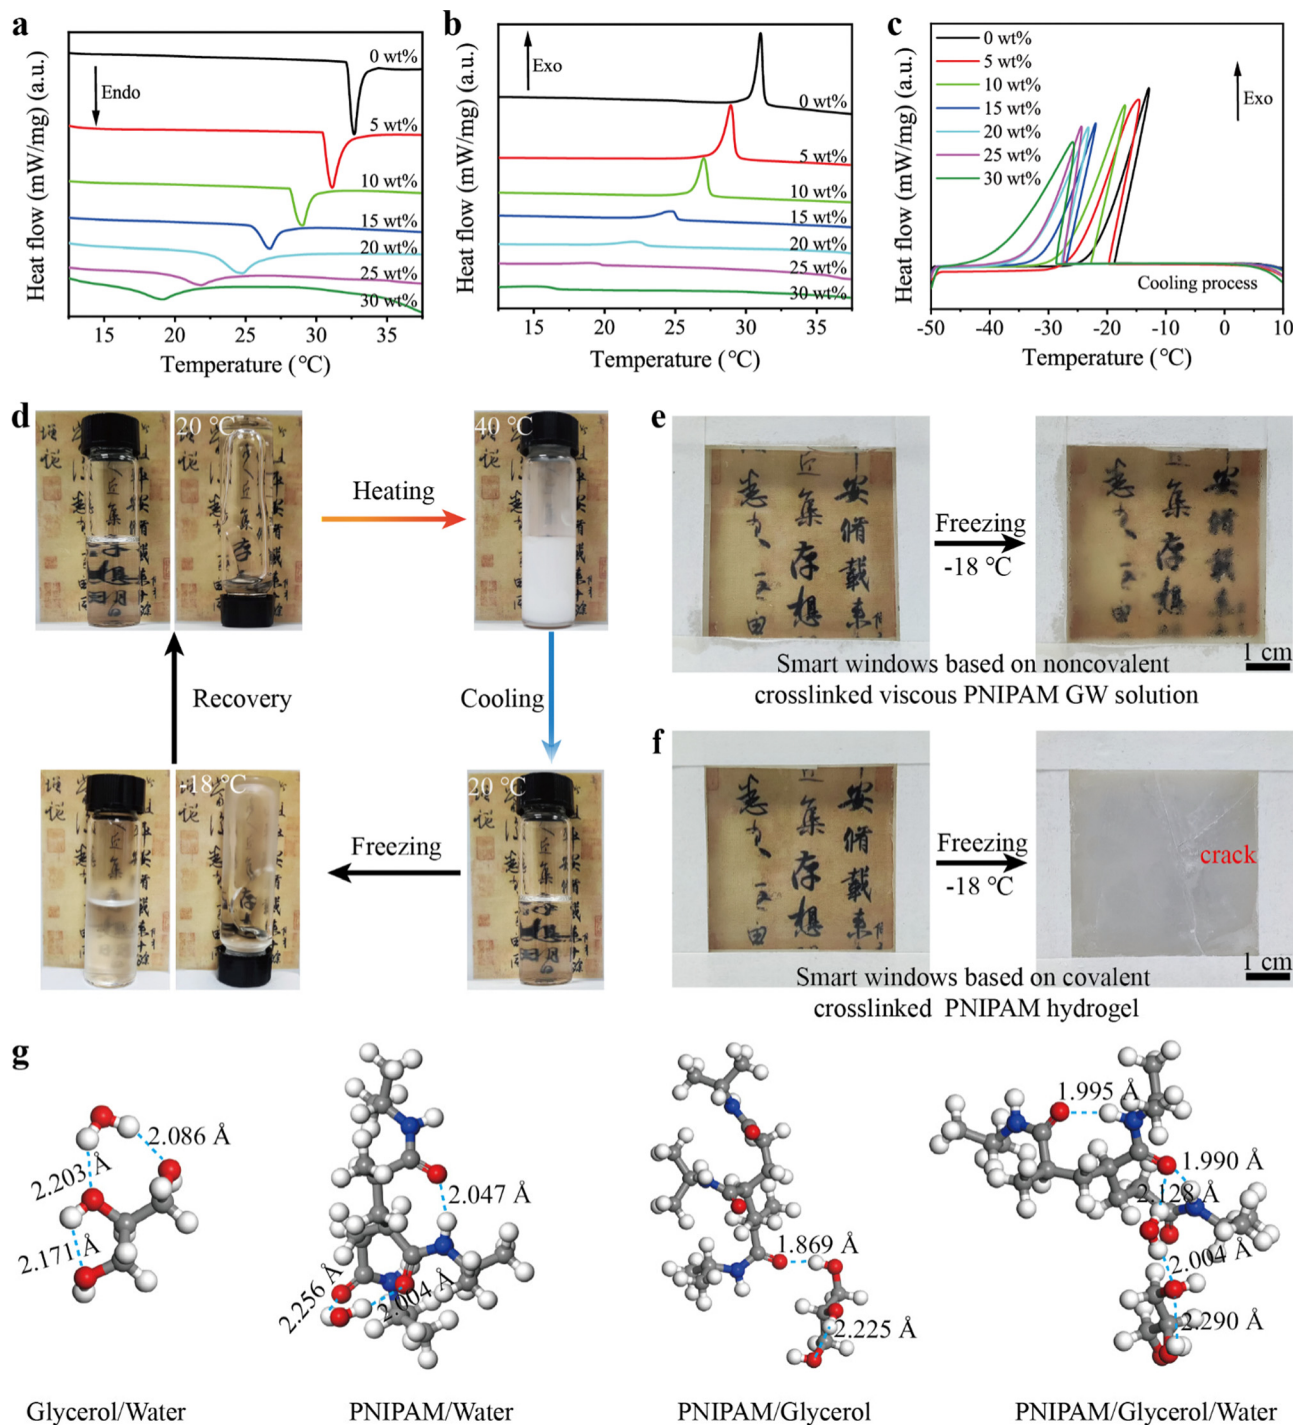 a
Heat flow (mW/mg) (a.u.)
Endo
0 wt%
5 wt%
10 wt%
15 wt%
20 wt%
25 wt%
30 wt%
15 20 25 30 35
Temperature (℃)
b
Heat flow (mW/mg) (a.u.)
Exo
0 wt%
5 wt%
10 wt%
15 wt%
20 wt%
25 wt%
30 wt%
15 20 25 30 35
Temperature (℃)
c
Heat flow (mW/mg) (a.u.)
0 wt%
5 wt%
10 wt%
15 wt%
20 wt%
25 wt%
30 wt%
Exo
Cooling process
-50 -40 -30 -20 -10 0 10
Temperature (℃)
d
20 ℃
Heating
40 ℃
Recovery
Cooling
-18 ℃
Freezing
20 ℃
e
Freezing
-18 ℃
1 cm
Smart windows based on noncovalent
crosslinked viscous PNIPAM GW solution
f
Freezing
-18 ℃
crack
1 cm
Smart windows based on covalent
crosslinked PNIPAM hydrogel
g
2.086 Å
2.203 Å
2.171 Å
Glycerol/Water
2.047 Å
2.256 Å
2.004 Å
PNIPAM/Water
1.869 Å
2.225 Å
PNIPAM/Glycerol
1.995 Å
1.990 Å
2.128 Å
2.004 Å
2.290 Å
PNIPAM/Glycerol/Water